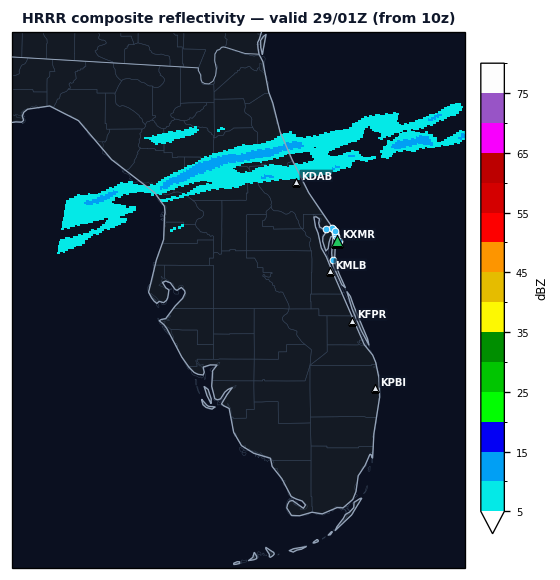 HRRR composite reflectivity — valid 29/01Z (from 10z)
75
65
KDAB
55
KXMR
45
KMLB
dBZ
35
KFPR
25
KPBI
15
5